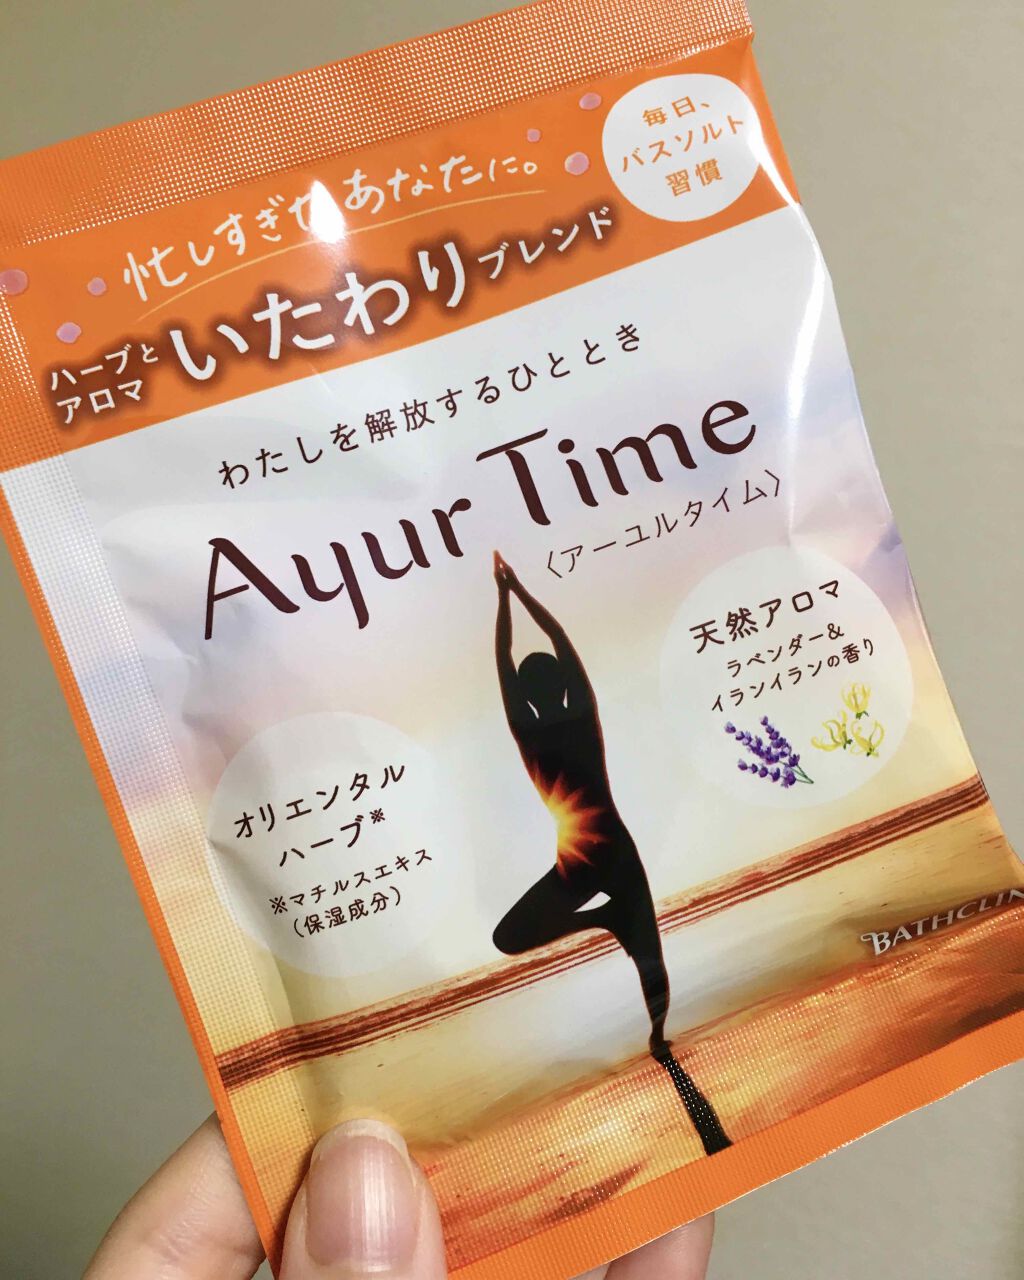 毎日、
バスソルト
習慣
忙しすぎるあなたに。
ハーブと
アロマ
いたわりブレンド
わたしを解放するひととき
Ayur Time
〈アーユルタイム〉
天然アロマ
ラベンダー&
イランイランの香り
オリエンタル
ハーブ※
※マチルスエキス
（保湿成分）
BATHCLIN